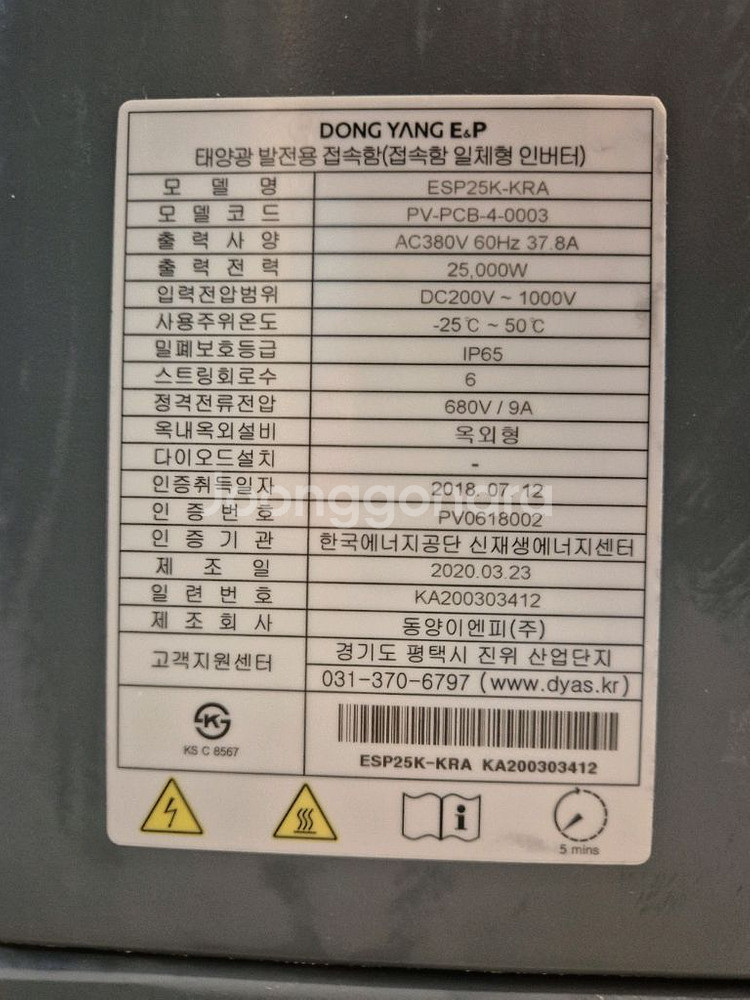 DONG YANG E&P
태양광 발전용 접속함(접속함 일체형 인버터)
모 델 명 ESP25K-KRA
모 델 코 드 PV-PCB-4-0003
출 력 사 양 AC380V 60Hz 37.8A
출 력 전 력 25,000W
입력전압범위 DC200V ~ 1000V
사용주위온도 -25℃ ~ 50℃
밀폐보호등급 IP65
스트링회로수 6
정격전류전압 680V / 9A
옥내옥외설비 옥외형
다이오드설치 -
인증취득일자 2018.07.12
인 증 번 호 PV0618002
인 증 기 관 한국에너지공단 신재생에너지센터
제 조 일 2020.03.23
일 련 번 호 KA200303412
제 조 회 사 동양이엔피(주)
고객지원센터 경기도 평택시 진위 산업단지
031-370-6797 (www.dyas.kr)
KS C 8567
ESP25K-KRA KA200303412
5 mins
Joonggonara